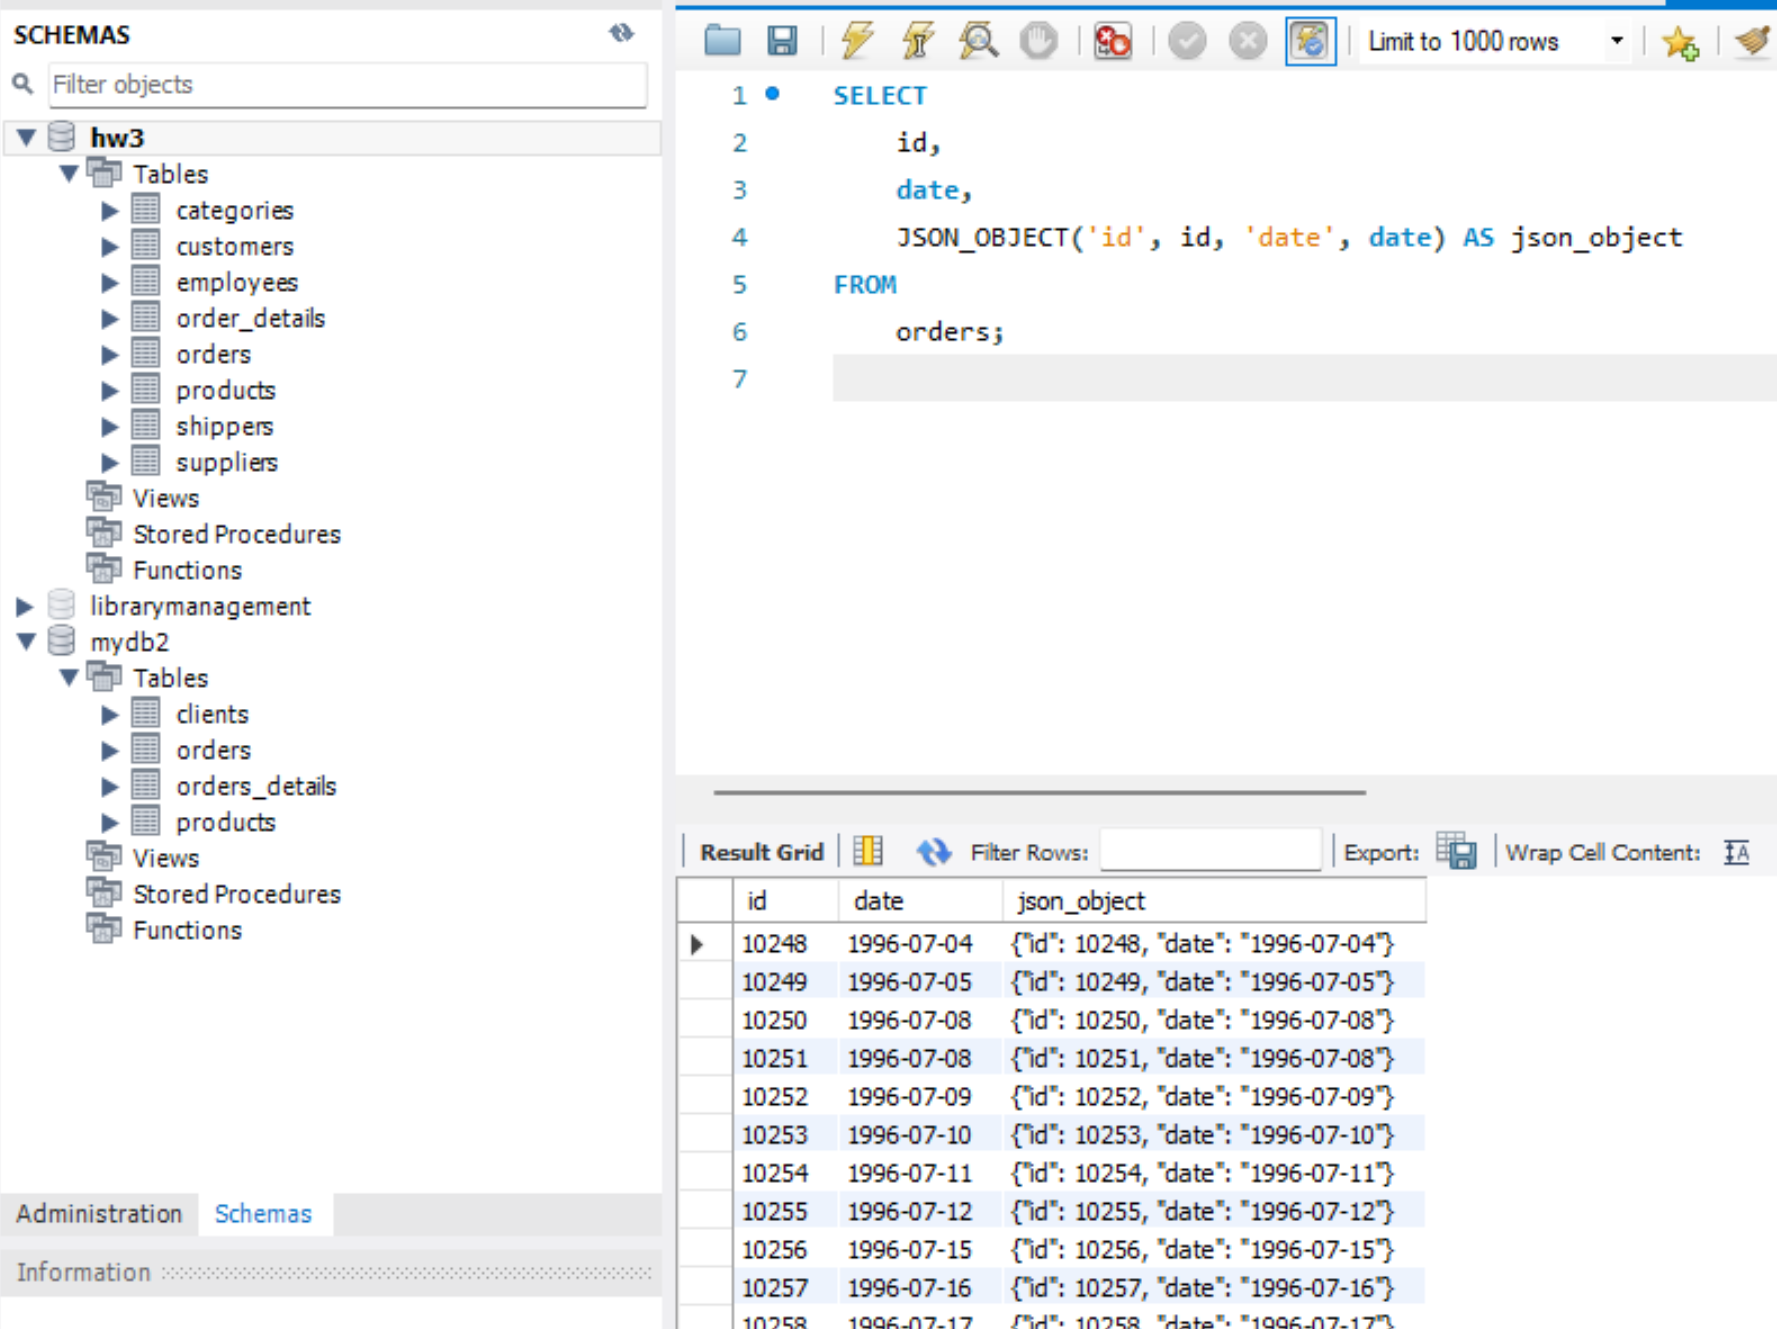 SCHEMAS
Filter objects
hw3
Tables
categories
customers
employees
order_details
orders
products
shippers
suppliers
Views
Stored Procedures
Functions
librarymanagement
mydb2
Tables
clients
orders
orders_details
products
Views
Stored Procedures
Functions
Administration Schemas
Information
Limit to 1000 rows
1 SELECT
2 id,
3 date,
4 JSON_OBJECT('id', id, 'date', date) AS json_object
5 FROM
6 orders;
7
Result Grid Filter Rows: Export: Wrap Cell Content:
id date json_object
10248 1996-07-04 {"id": 10248, "date": "1996-07-04"}
10249 1996-07-05 {"id": 10249, "date": "1996-07-05"}
10250 1996-07-08 {"id": 10250, "date": "1996-07-08"}
10251 1996-07-08 {"id": 10251, "date": "1996-07-08"}
10252 1996-07-09 {"id": 10252, "date": "1996-07-09"}
10253 1996-07-10 {"id": 10253, "date": "1996-07-10"}
10254 1996-07-11 {"id": 10254, "date": "1996-07-11"}
10255 1996-07-12 {"id": 10255, "date": "1996-07-12"}
10256 1996-07-15 {"id": 10256, "date": "1996-07-15"}
10257 1996-07-16 {"id": 10257, "date": "1996-07-16"}
10258 1996-07-17 {"id": 10258, "date": "1996-07-17"}